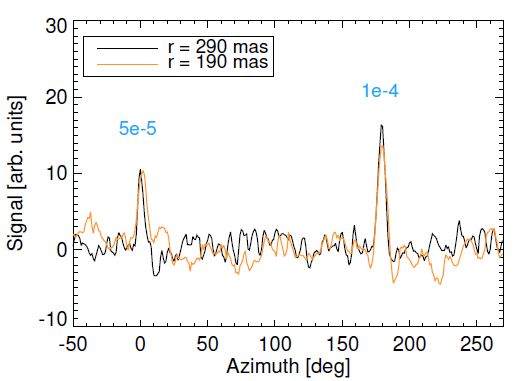 30
20
10
0
-10
Signal [arb. units]
r = 290 mas
r = 190 mas
5e-5
1e-4
-50 0 50 100 150 200 250
Azimuth [deg]